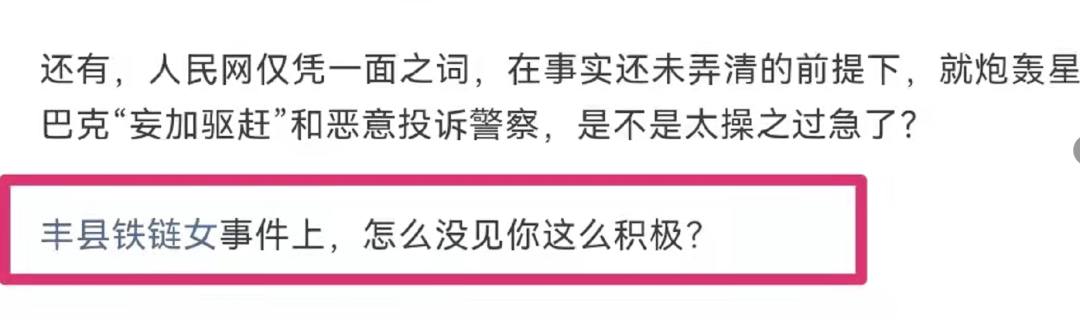 还有，人民网仅凭一面之词，在事实还未弄清的前提下，就炮轰星
巴克“妄加驱赶”和恶意投诉警察，是不是太操之过急了？
丰县铁链女事件上，怎么没见你这么积极？